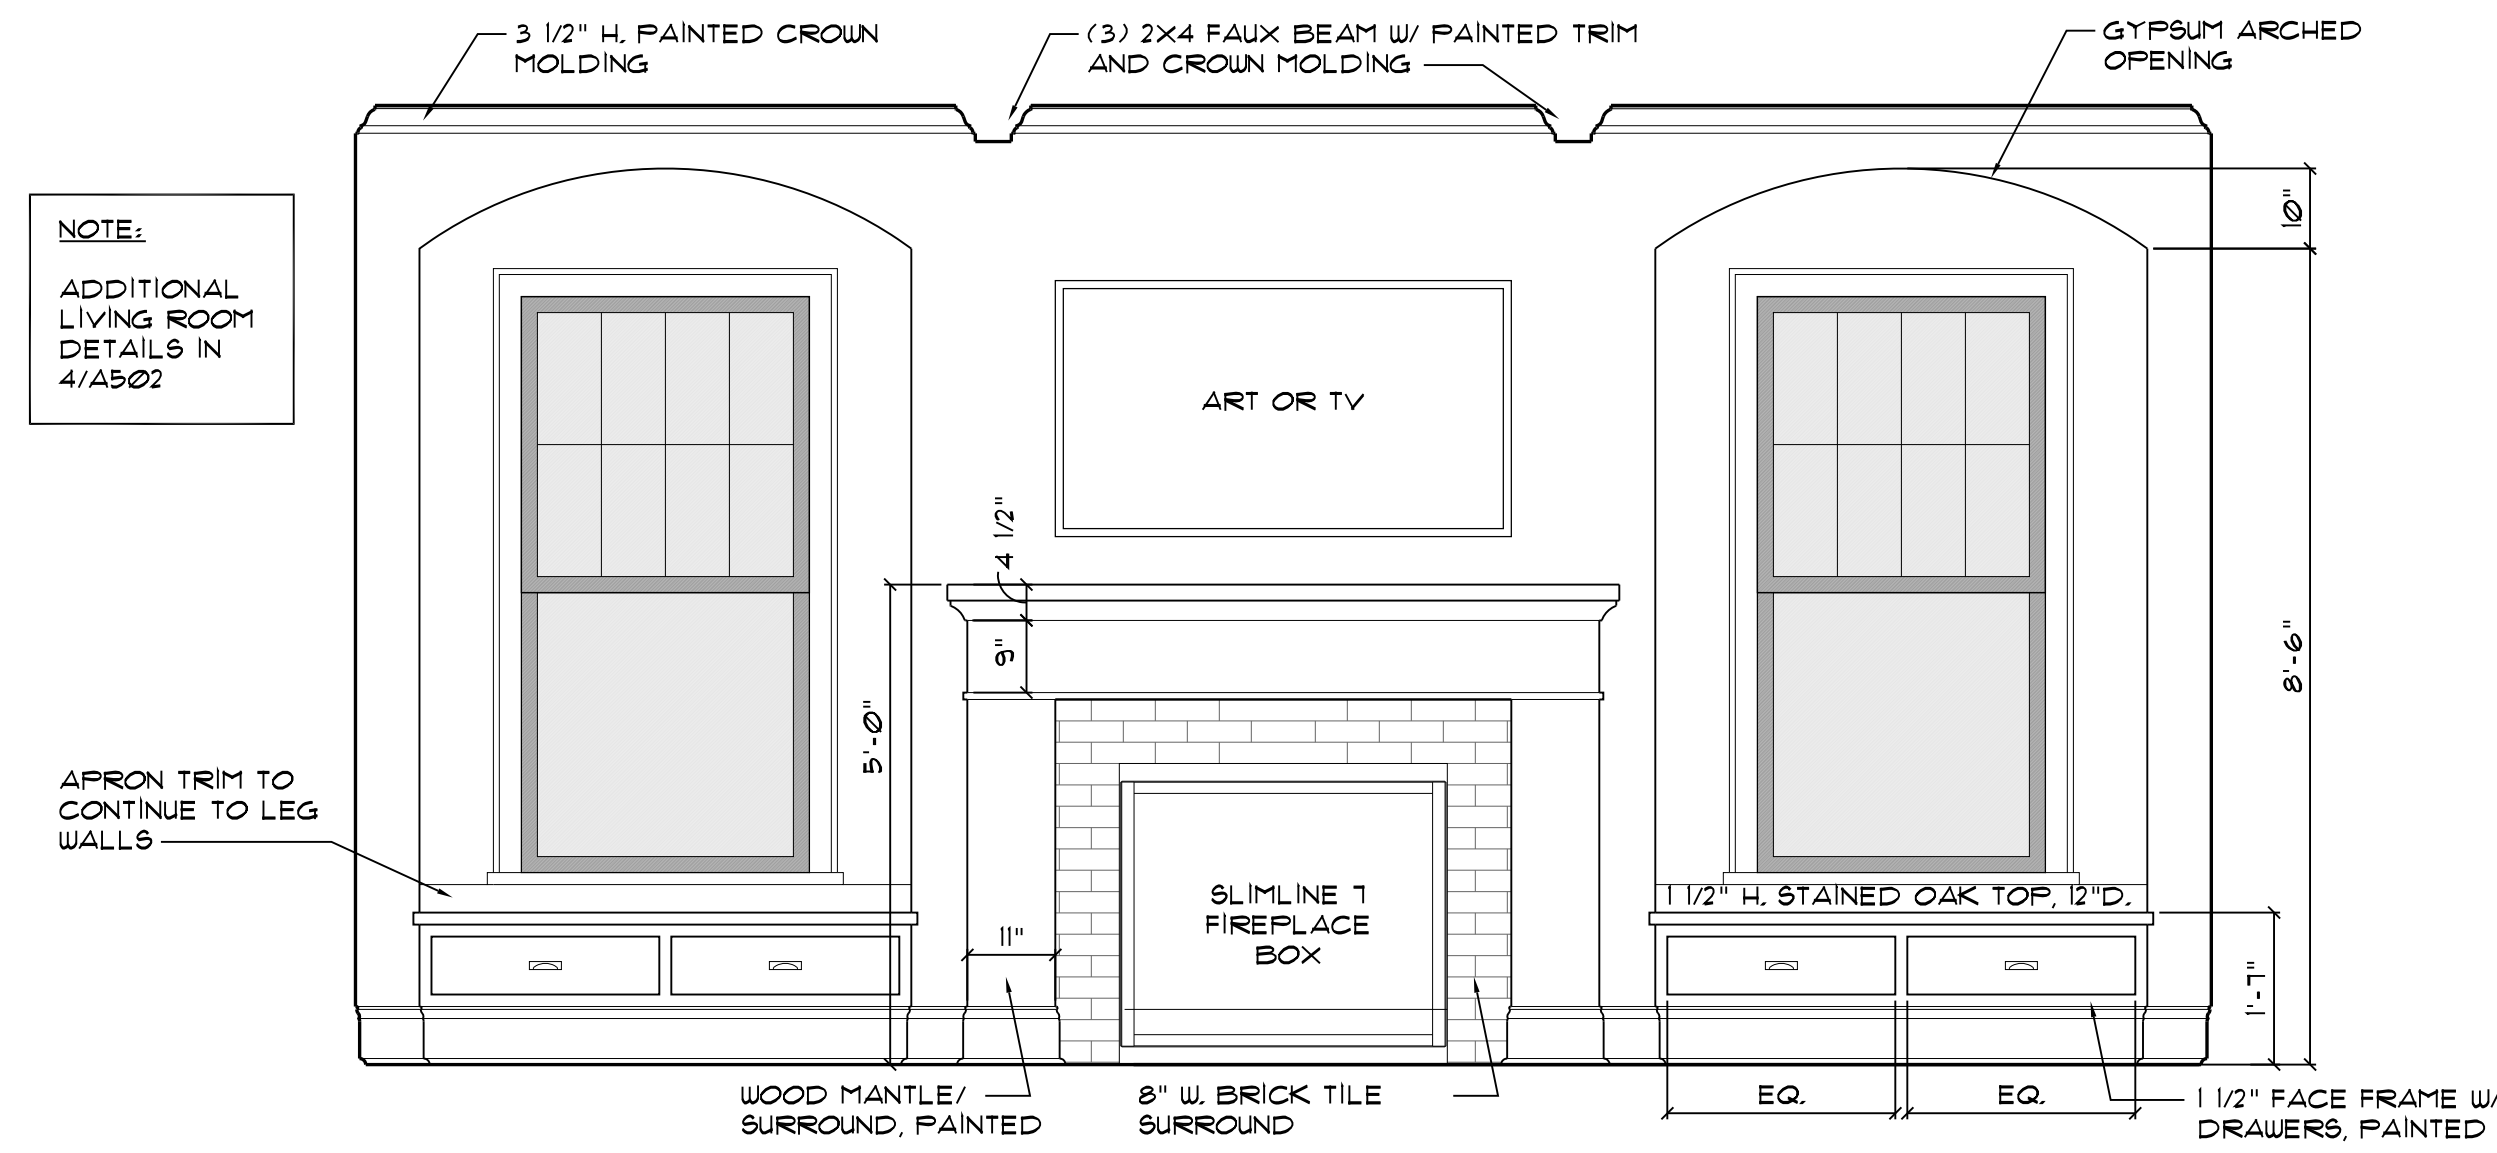 3 1/2" H. PAINTED CROWN
MOLDING
(3) 2X4 FAUX BEAM W/ PAINTED TRIM
AND CROWN MOLDING
GYPSUM ARCHED
OPENING
NOTE:
ADDITIONAL
LIVING ROOM
DETAILS IN
4/A502
10"
ART OR TV
4 1/2"
9"
8'-6"
5'-0"
APRON TRIM TO
CONTINUE TO LEG
WALLS
SLIMLINE 7
FIREPLACE
BOX
1 1/2" H. STAINED OAK TOP, 12"D.
11"
1'-7"
WOOD MANTLE/
SURROUND, PAINTED
8" W. BRICK TILE
SURROUND
EQ.
EQ.
1 1/2" FACE FRAME W/
DRAWERS, PAINTED